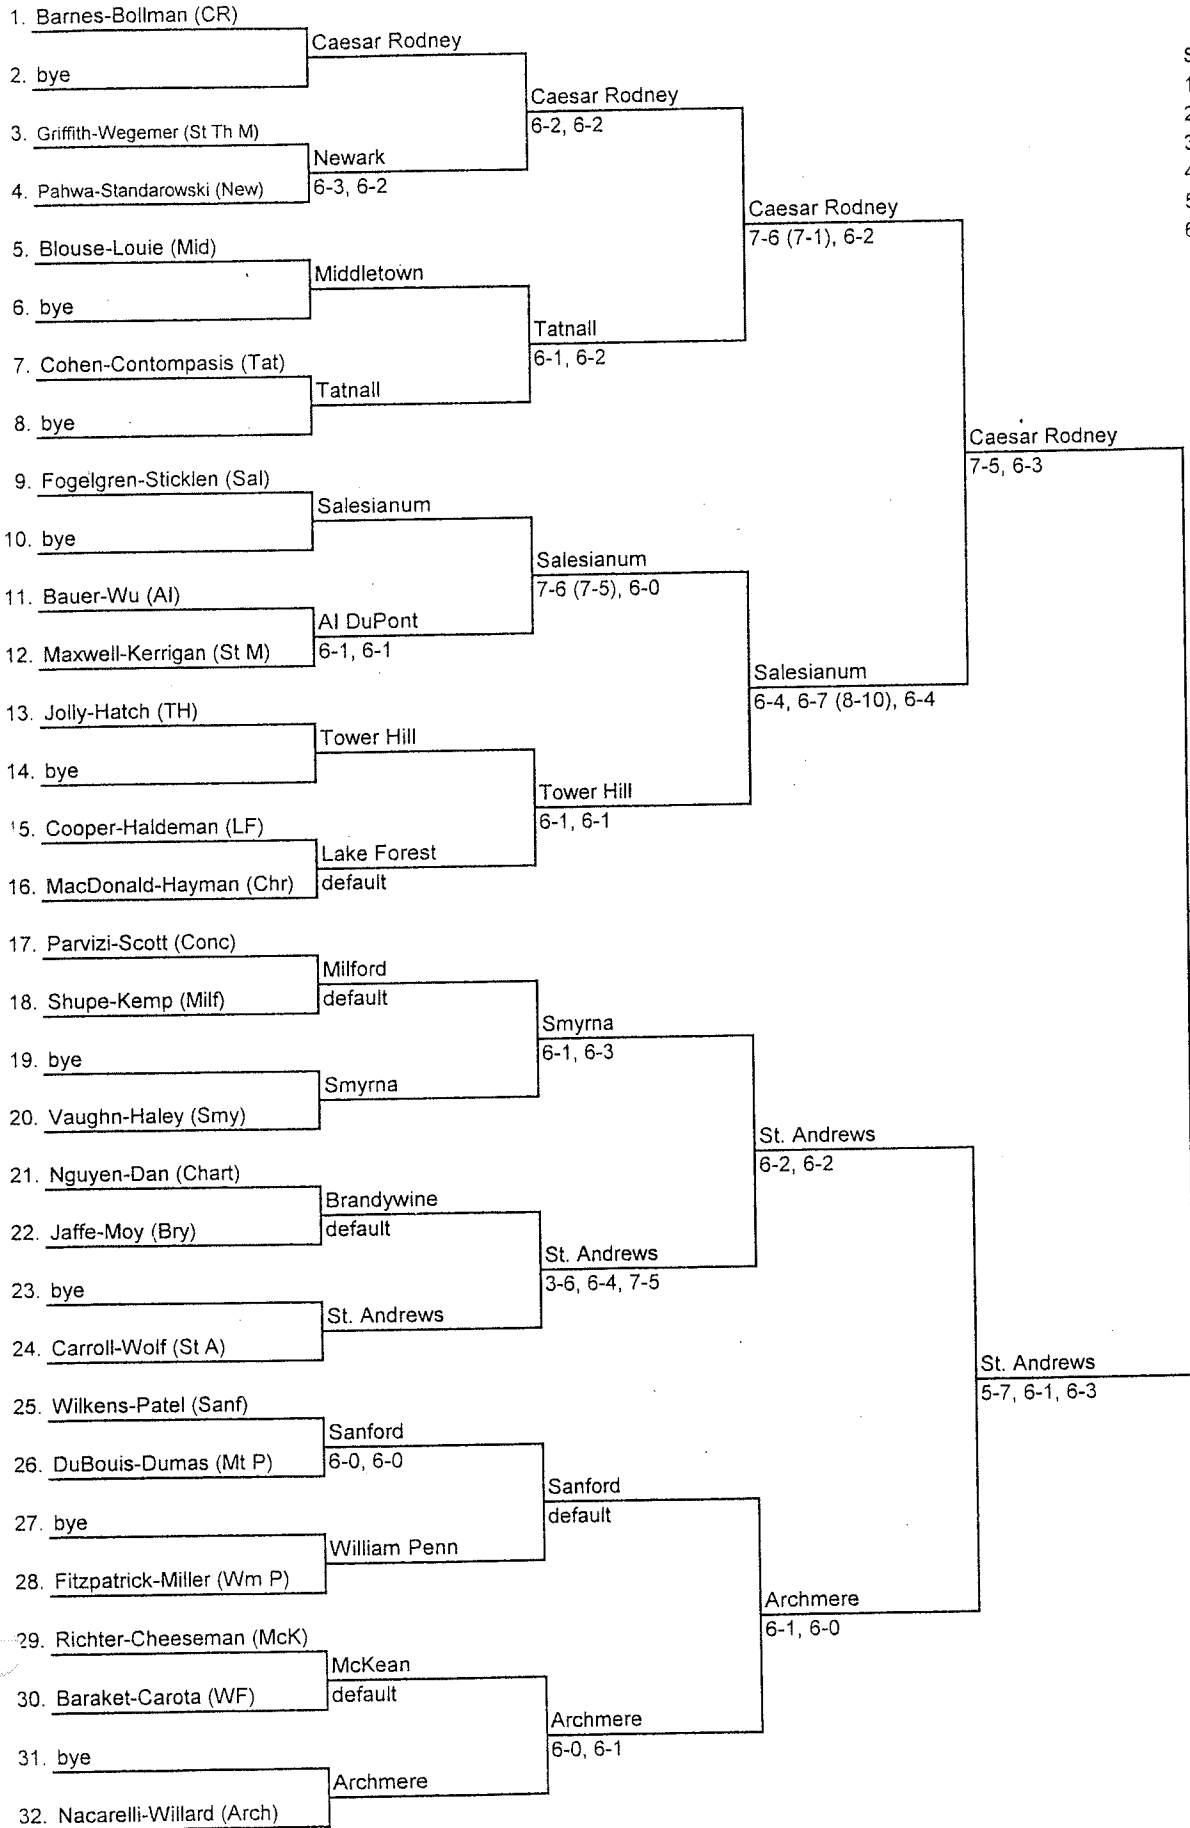 1. Barnes-Bollman (CR)
2. bye
3. Griffith-Wegemer (St Th M)
4. Pahwa-Standarowski (New)
5. Blouse-Louie (Mid)
6. bye
7. Cohen-Contompasis (Tat)
8. bye
9. Fogelgren-Sticklen (Sal)
10. bye
11. Bauer-Wu (AI)
12. Maxwell-Kerrigan (St M)
13. Jolly-Hatch (TH)
14. bye
15. Cooper-Haldeman (LF)
16. MacDonald-Hayman (Chr)
17. Parvizi-Scott (Conc)
18. Shupe-Kemp (Milf)
19. bye
20. Vaughn-Haley (Smy)
21. Nguyen-Dan (Chart)
22. Jaffe-Moy (Bry)
23. bye
24. Carroll-Wolf (St A)
25. Wilkens-Patel (Sanf)
26. DuBouis-Dumas (Mt P)
27. bye
28. Fitzpatrick-Miller (Wm P)
29. Richter-Cheeseman (McK)
30. Baraket-Carota (WF)
31. bye
32. Nacarelli-Willard (Arch)
Caesar Rodney
Newark
6-3, 6-2
Middletown
Tatnall
Salesianum
AI DuPont
6-1, 6-1
Tower Hill
Lake Forest
default
Milford
default
Smyrna
Brandywine
default
St. Andrews
Sanford
6-0, 6-0
William Penn
McKean
default
Archmere
Caesar Rodney
6-2, 6-2
Tatnall
6-1, 6-2
Salesianum
7-6 (7-5), 6-0
Tower Hill
6-1, 6-1
Smyrna
6-1, 6-3
St. Andrews
3-6, 6-4, 7-5
Sanford
default
Archmere
6-0, 6-1
Caesar Rodney
7-6 (7-1), 6-2
Salesianum
6-4, 6-7 (8-10), 6-4
St. Andrews
6-2, 6-2
Archmere
6-1, 6-0
Caesar Rodney
7-5, 6-3
St. Andrews
5-7, 6-1, 6-3
S
1
2
3
4
5
6